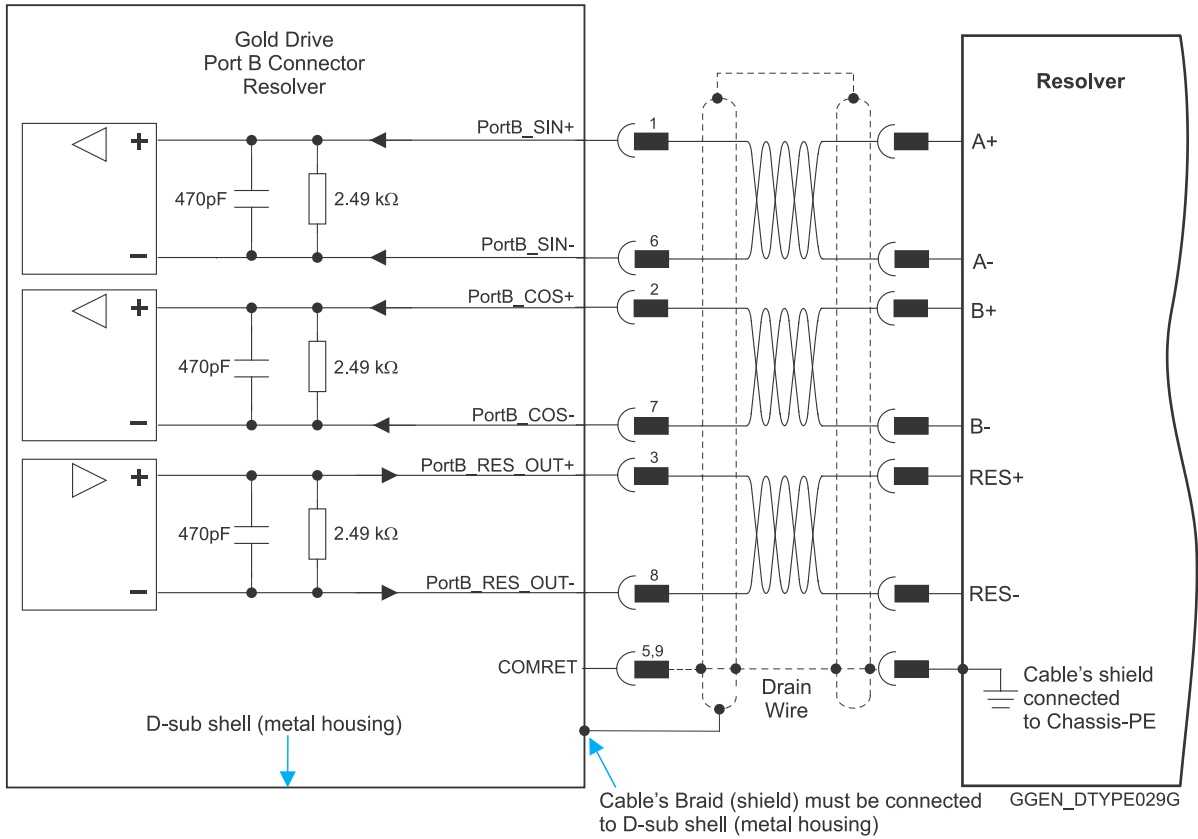 Gold Drive
Port B Connector
Resolver
Resolver
PortB_SIN+
1
A+
+
470pF
2.49 kΩ
−
PortB_SIN-
6
A-
+
PortB_COS+
2
B+
470pF
2.49 kΩ
−
PortB_COS-
7
B-
+
PortB_RES_OUT+
3
RES+
470pF
2.49 kΩ
−
PortB_RES_OUT-
8
RES-
COMRET
5,9
Drain
Wire
Cable's shield
connected
to Chassis-PE
D-sub shell (metal housing)
Cable's Braid (shield) must be connected
to D-sub shell (metal housing)
GGEN_DTYPE029G